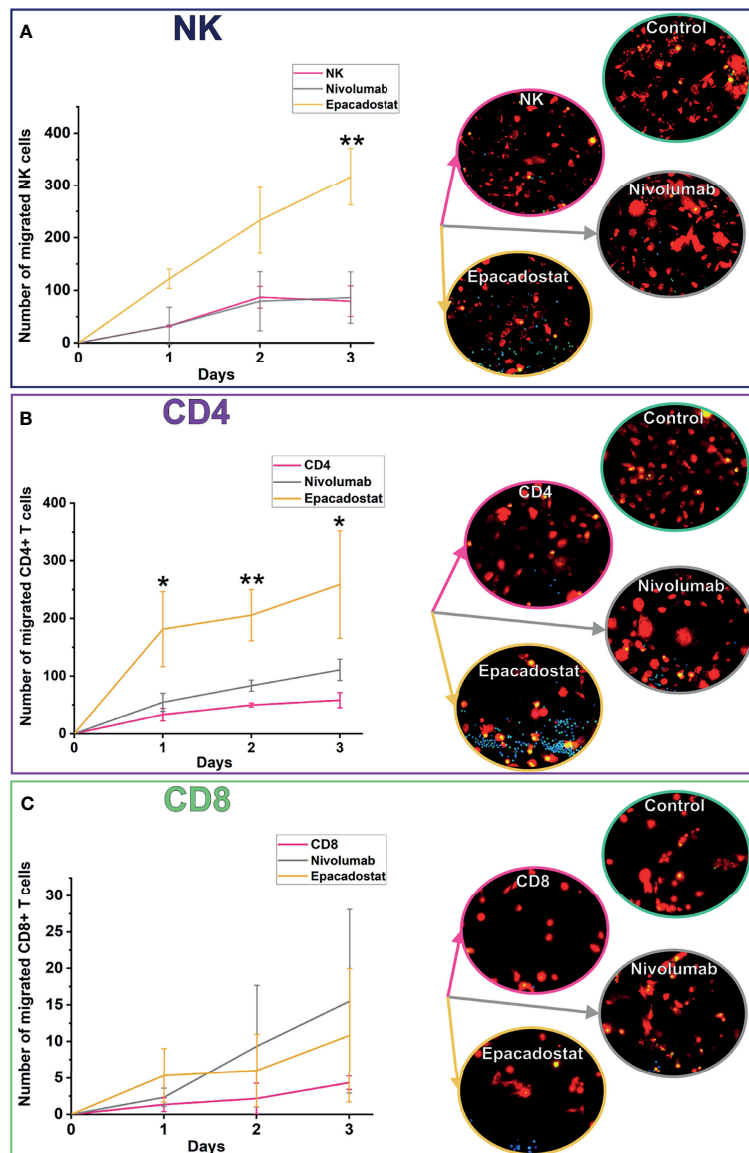 A
NK
NK
Nivolumab
Epacadostat
Number of migrated NK cells
400
300
200
100
0
**
0 1 2 3
Days
Control
NK
Nivolumab
Epacadostat
B
CD4
CD4
Nivolumab
Epacadostat
Number of migrated CD4+ T cells
400
300
200
100
0
*
**
*
0 1 2 3
Days
Control
CD4
Nivolumab
Epacadostat
C
CD8
CD8
Nivolumab
Epacadostat
Number of migrated CD8+ T cells
30
25
20
15
10
5
0
0 1 2 3
Days
Control
CD8
Nivolumab
Epacadostat